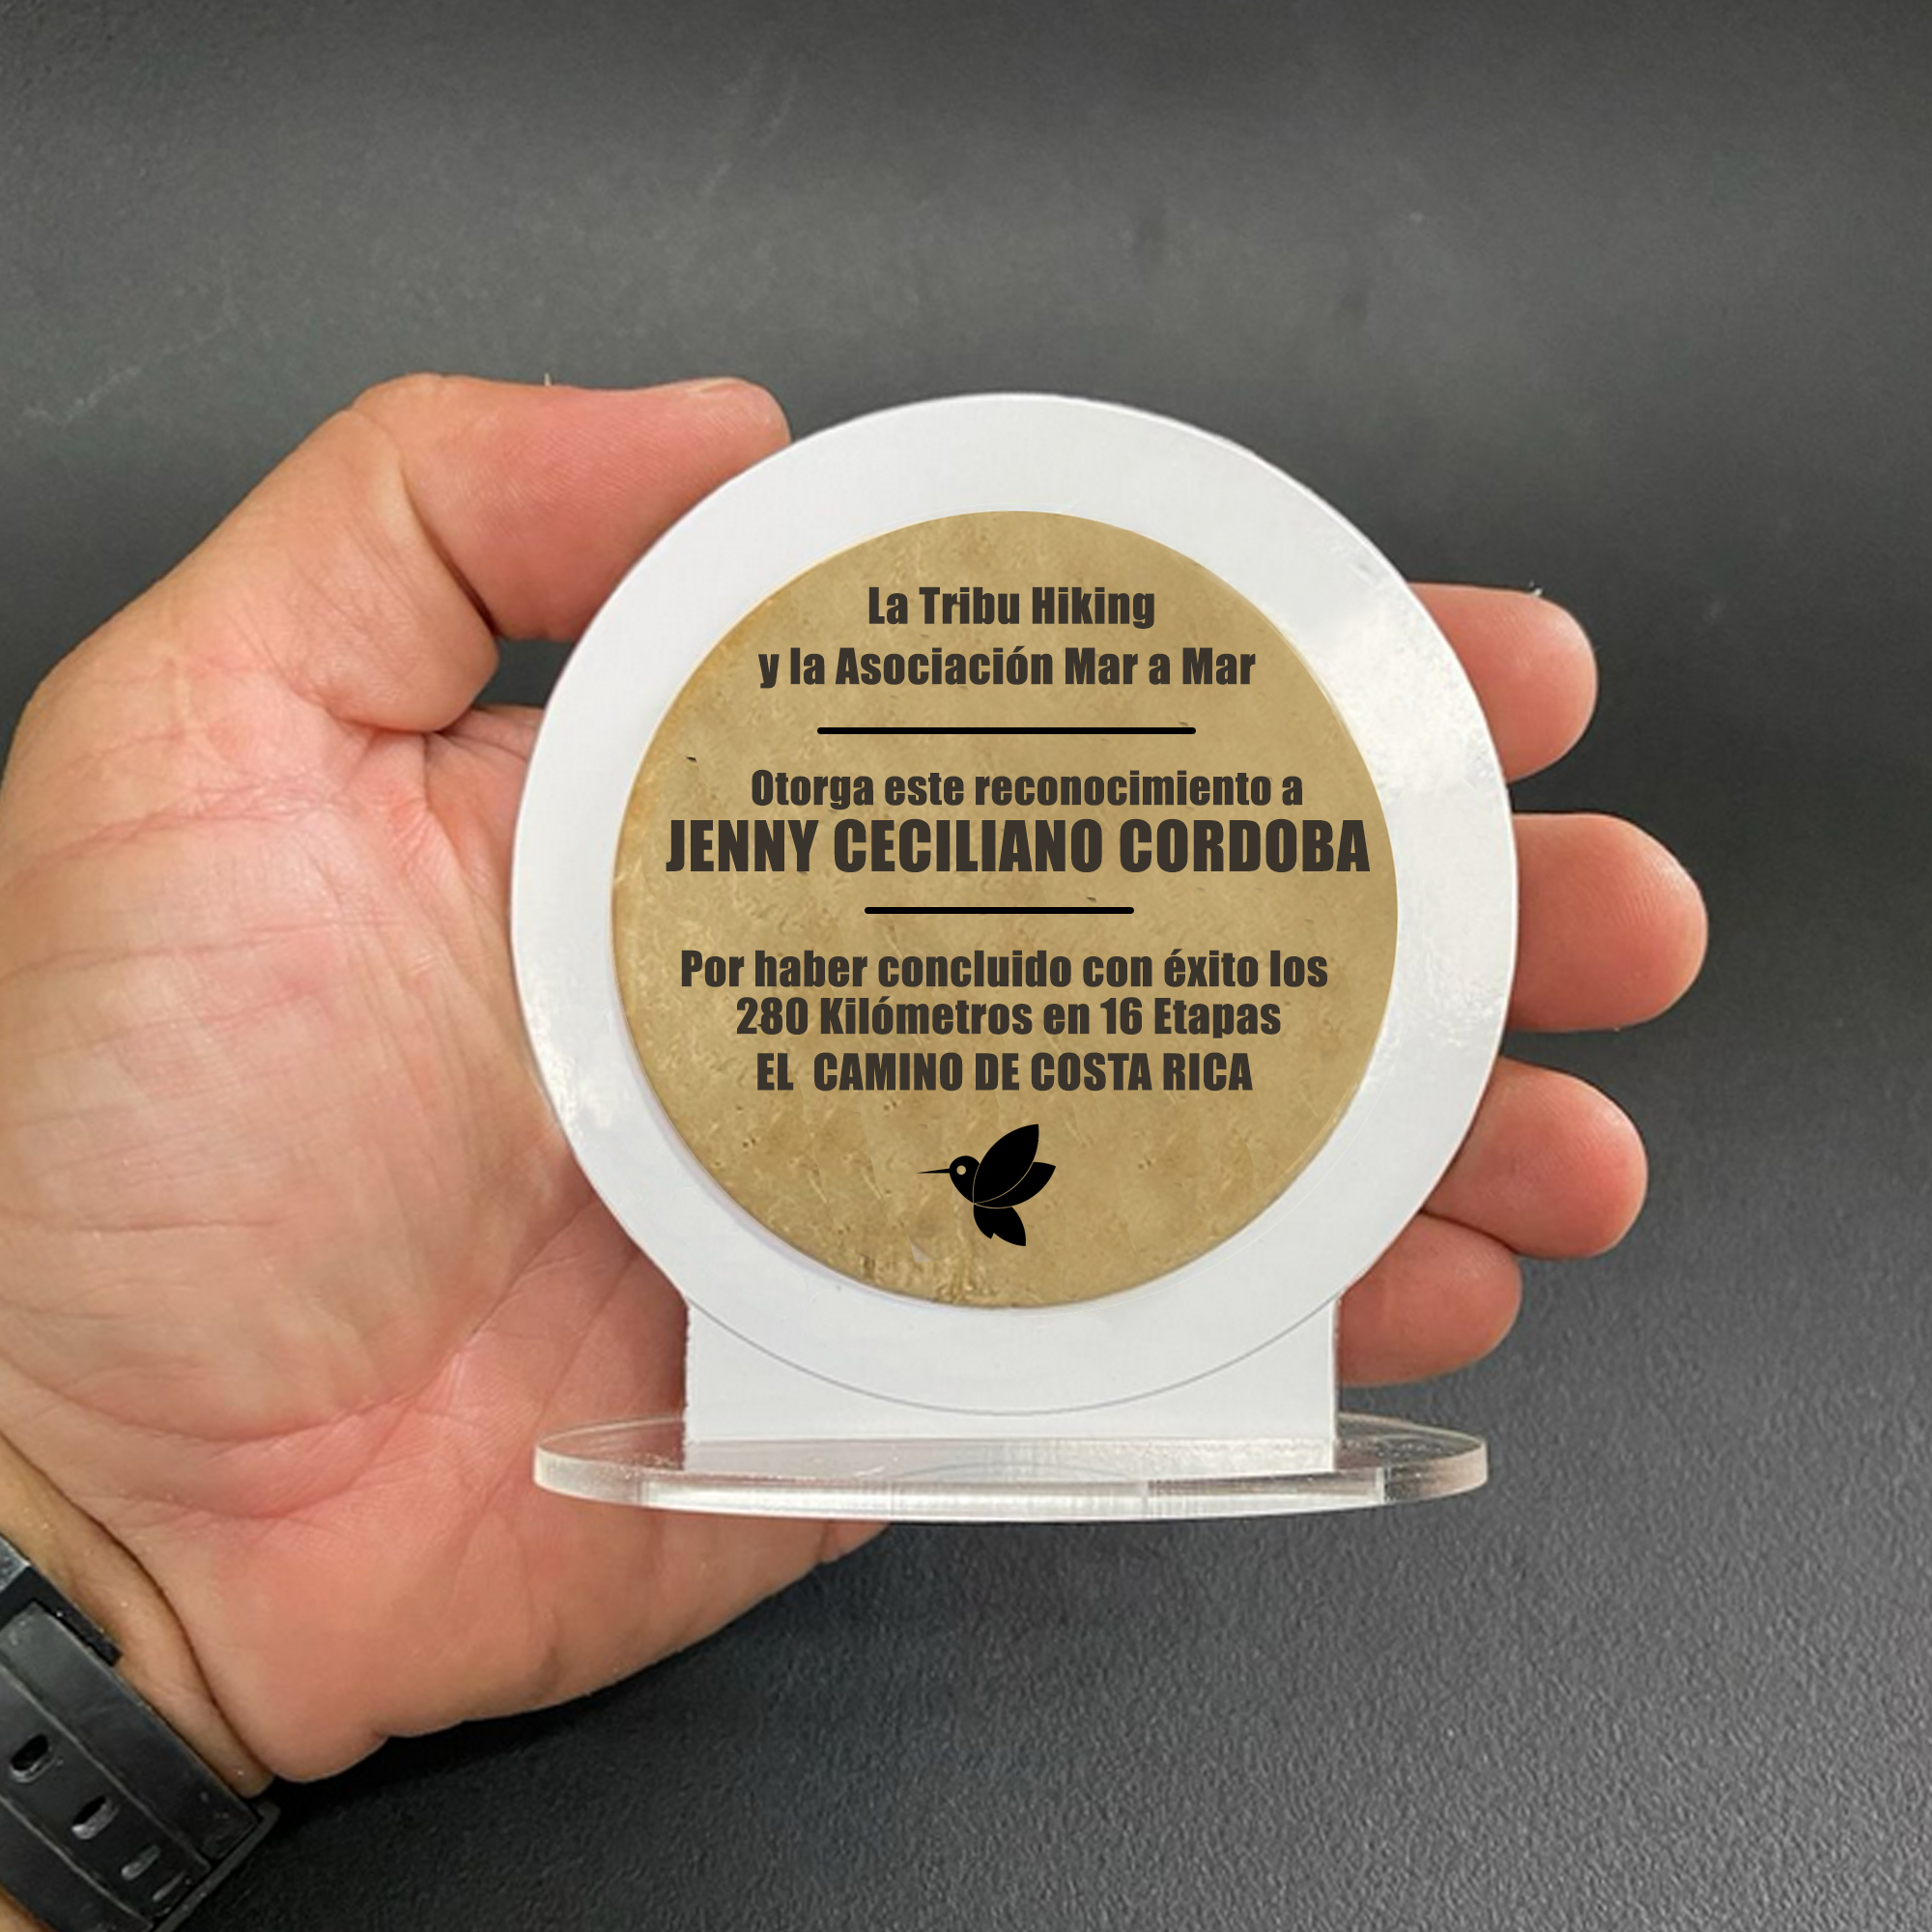 La Tribu Hiking
y la Asociación Mar a Mar
Otorga este reconocimiento a
JENNY CECILIANO CORDOBA
Por haber concluido con éxito los
280 Kilómetros en 16 Etapas
EL CAMINO DE COSTA RICA